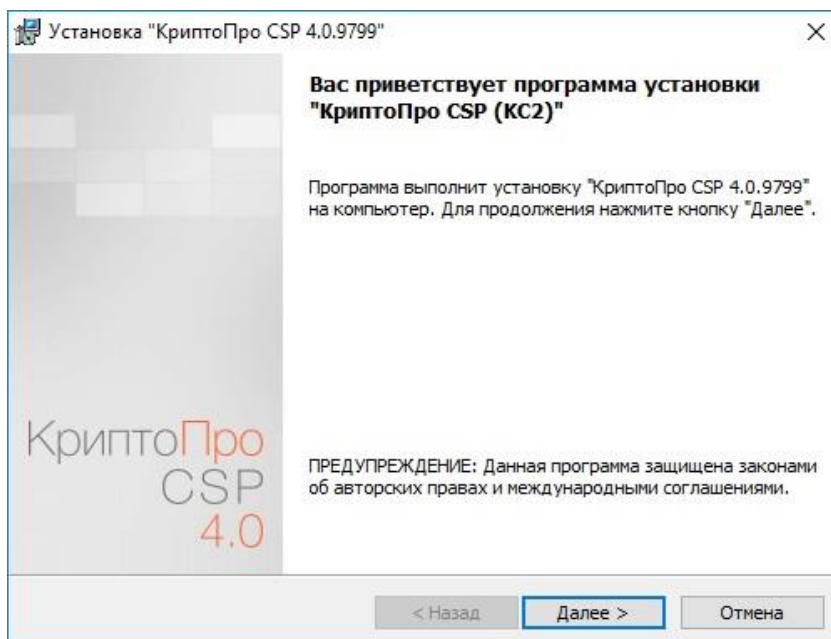 Установка "КриптоПро CSP 4.0.9799"
Вас приветствует программа установки
"КриптоПро CSP (KC2)"
Программа выполнит установку "КриптоПро CSP 4.0.9799"
на компьютер. Для продолжения нажмите кнопку "Далее".
КриптоПро
CSP
4.0
ПРЕДУПРЕЖДЕНИЕ: Данная программа защищена законами
об авторских правах и международными соглашениями.
< Назад
Далее >
Отмена